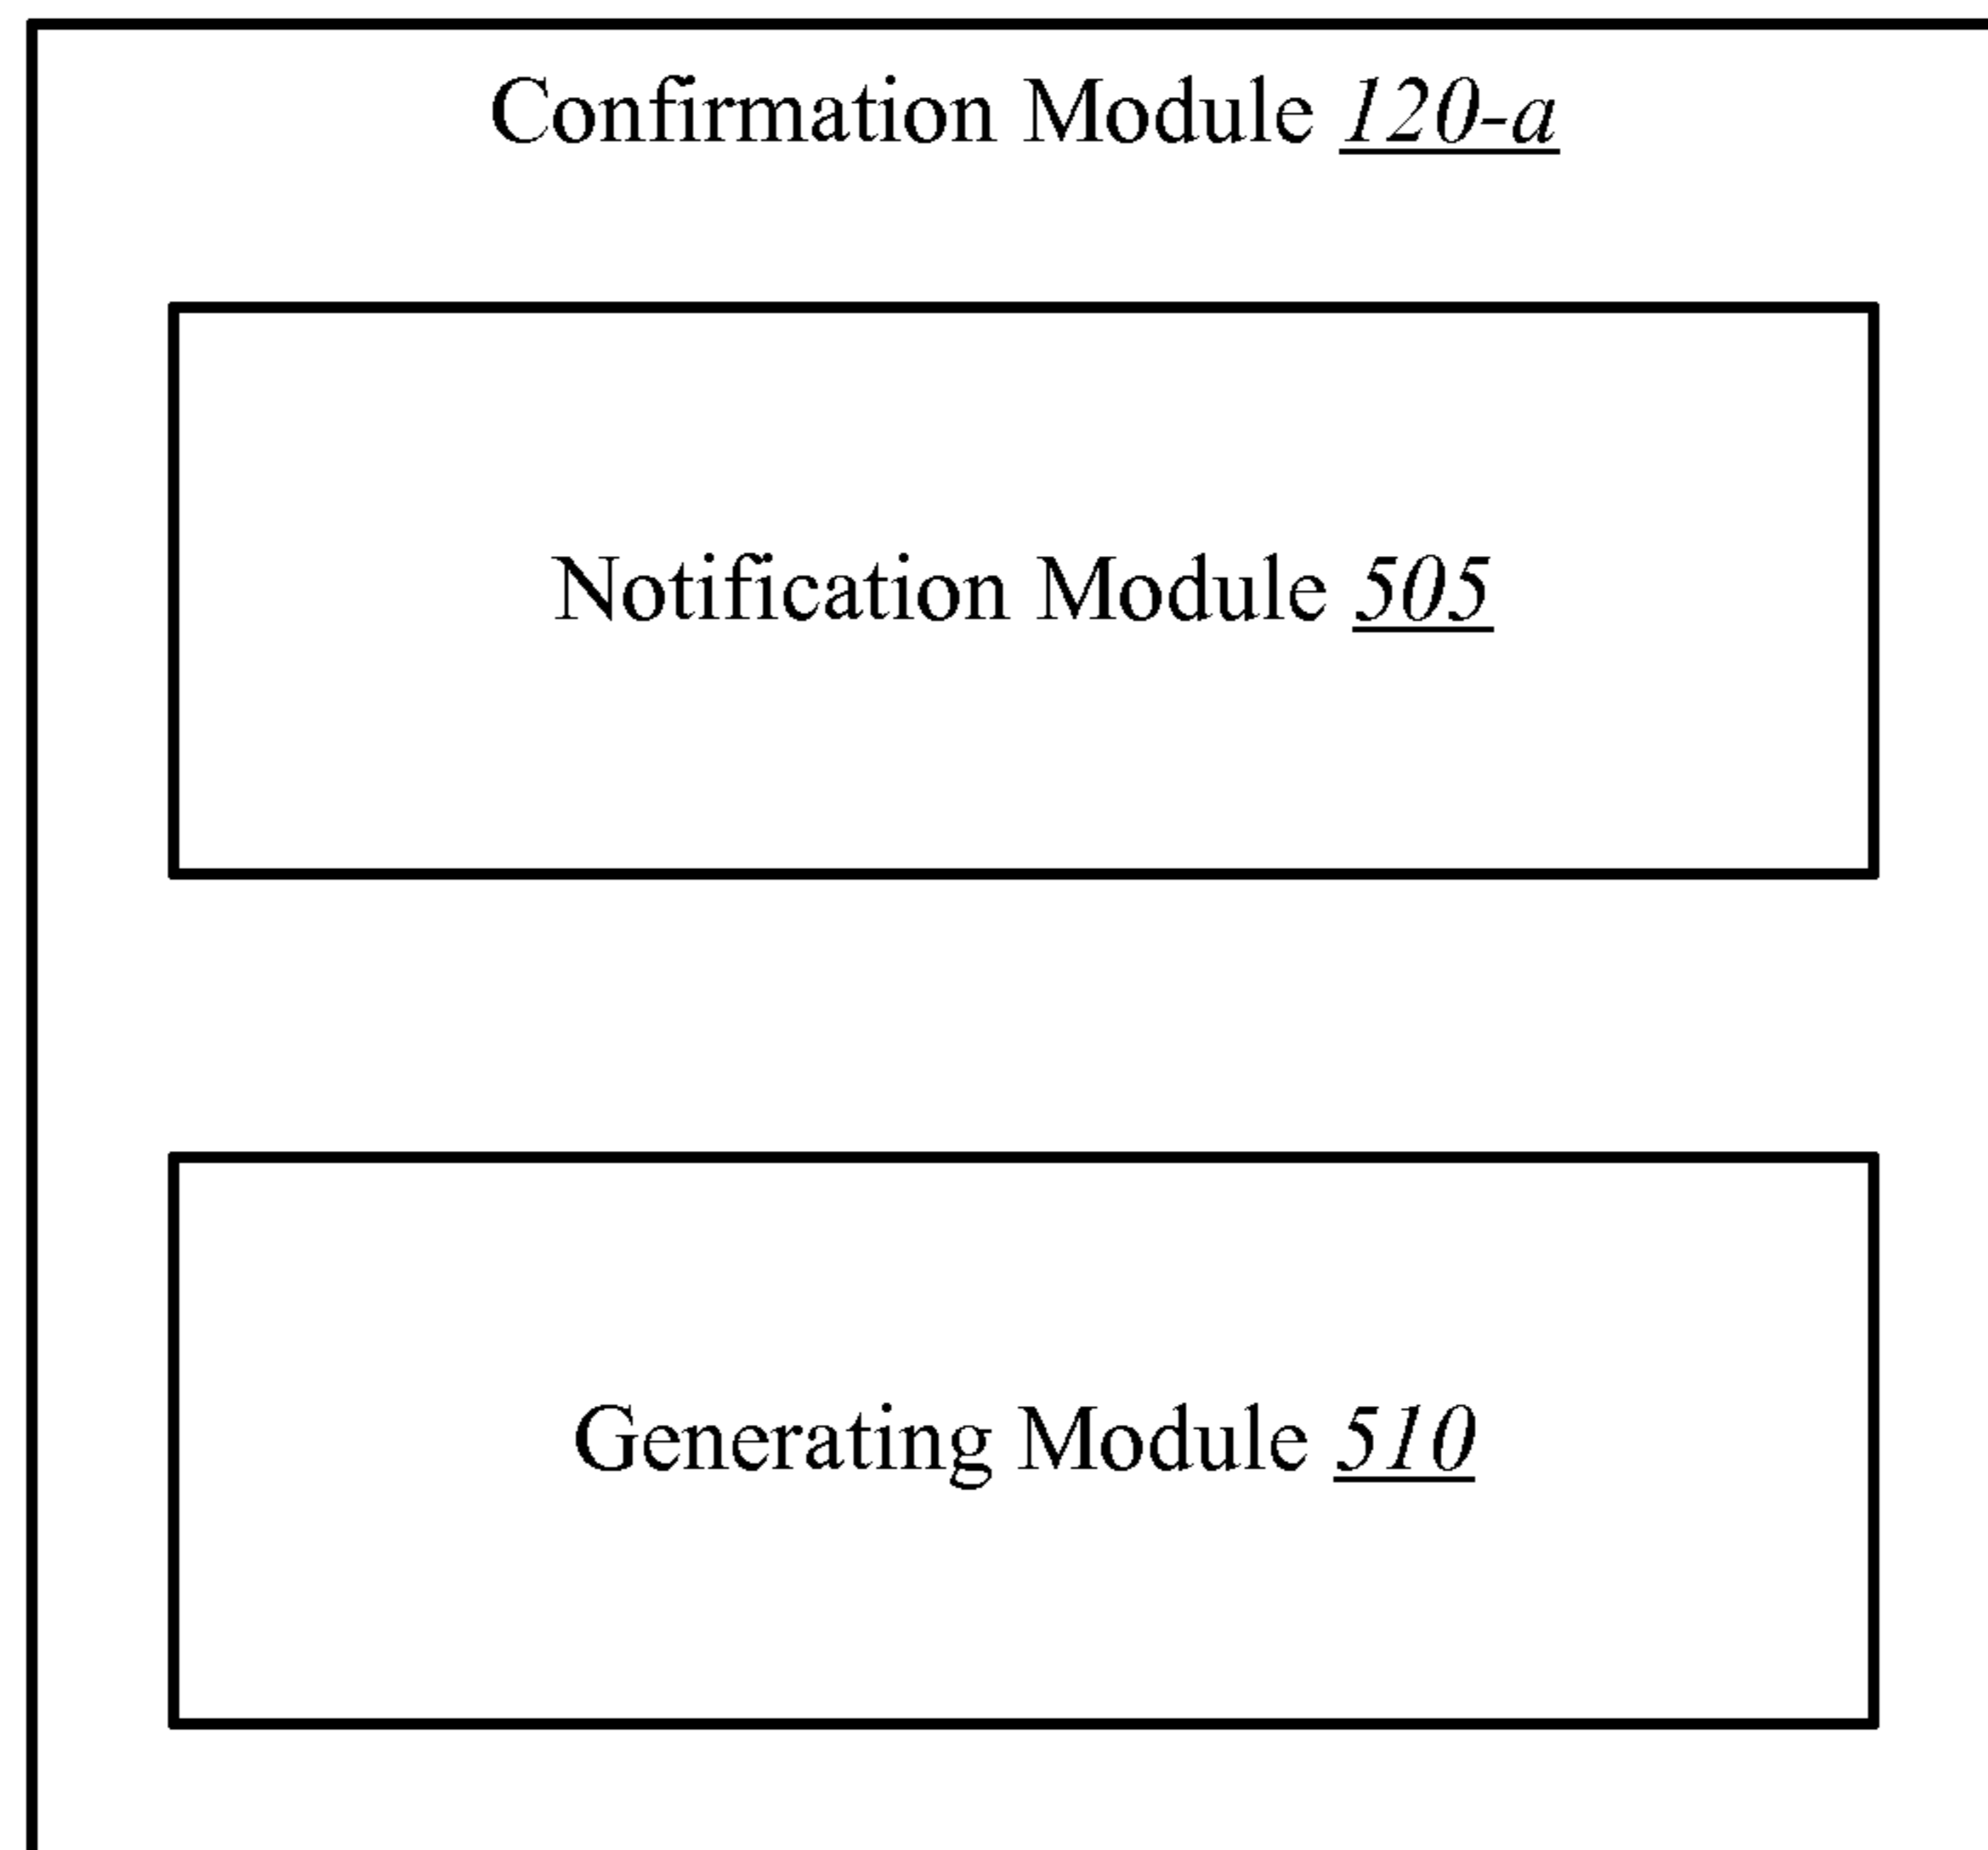 Confirmation Module 120-a
Notification Module 505
Generating Module 510